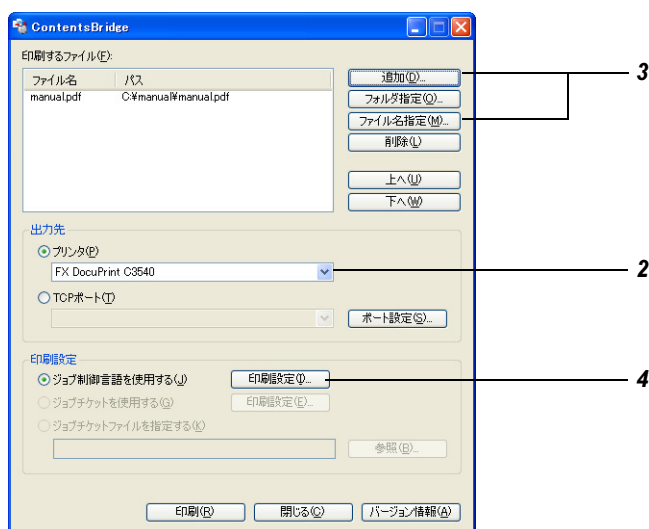 ContentsBridge
印刷するファイル(F):
ファイル名 パス
manual.pdf C:¥manual¥manual.pdf
追加(D)...
3
フォルダ指定(O)...
ファイル名指定(M)...
削除(L)
上へ(U)
下へ(W)
出力先
プリンタ(P)
FX DocuPrint C3540
2
TCPポート(T)
ポート設定(S)...
印刷設定
ジョブ制御言語を使用する(J) 印刷設定(I)...
4
ジョブチケットを使用する(G) 印刷設定(E)...
ジョブチケットファイルを指定する(K)
参照(B)...
印刷(R) 閉じる(C) バージョン情報(A)